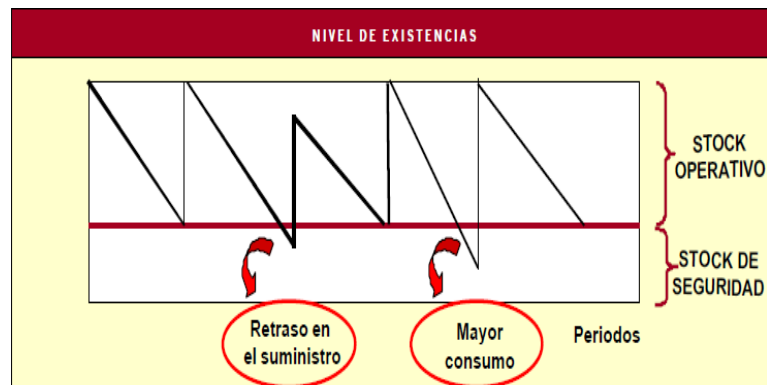 NIVEL DE EXISTENCIAS
STOCK
OPERATIVO
STOCK DE
SEGURIDAD
Retraso en
el suministro
Mayor
consumo
Periodos